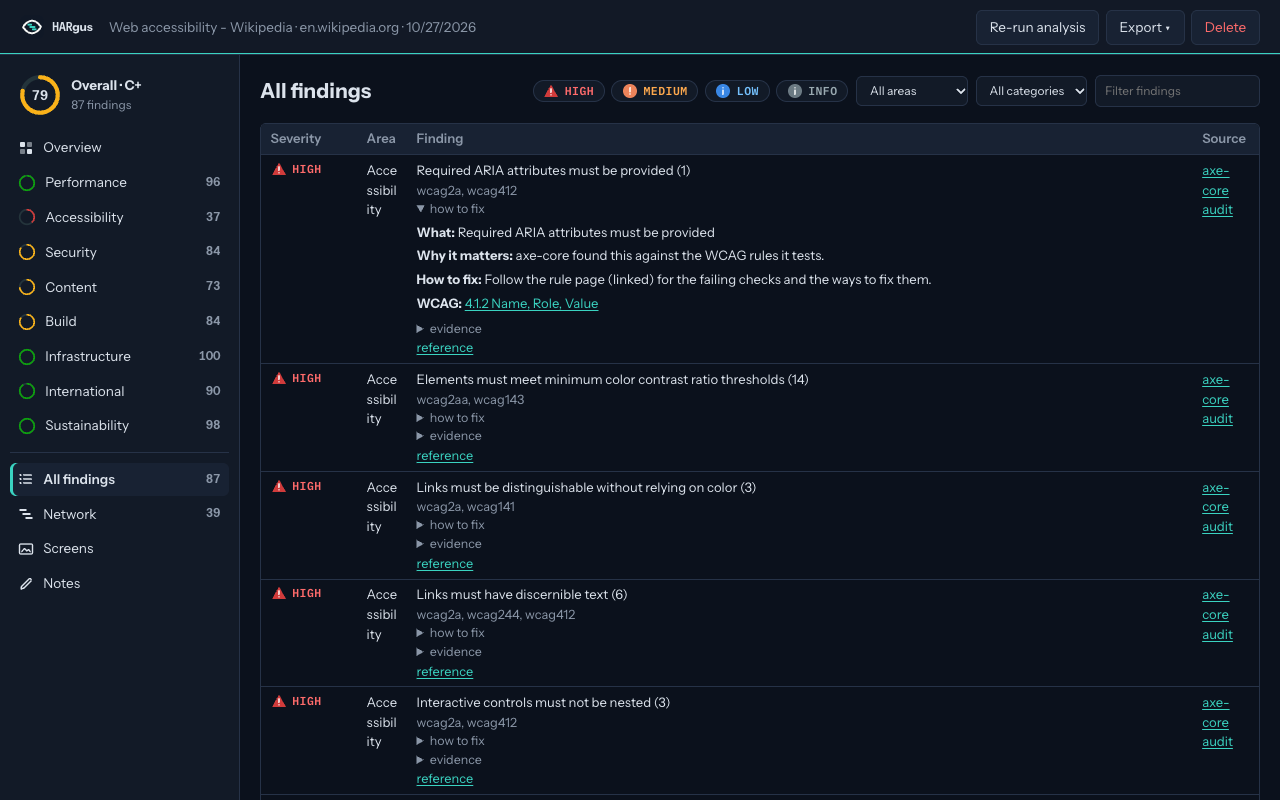 HARgus Web accessibility - Wikipedia · en.wikipedia.org · 10/27/2026 Re-run analysis Export ▾ Delete
79 Overall · C+
87 findings
Overview
Performance 96
Accessibility 37
Security 84
Content 73
Build 84
Infrastructure 100
International 90
Sustainability 98
All findings 87
Network 39
Screens
Notes
All findings HIGH MEDIUM LOW INFO All areas All categories Filter findings
Severity Area Finding Source
HIGH
Acce
ssibil
ity
Required ARIA attributes must be provided (1)
wcag2a, wcag412
▼ how to fix
What: Required ARIA attributes must be provided
Why it matters: axe-core found this against the WCAG rules it tests.
How to fix: Follow the rule page (linked) for the failing checks and the ways to fix them.
WCAG: 4.1.2 Name, Role, Value
▶ evidence
reference
axe-
core
audit
HIGH
Acce
ssibil
ity
Elements must meet minimum color contrast ratio thresholds (14)
wcag2aa, wcag143
▶ how to fix
▶ evidence
reference
axe-
core
audit
HIGH
Acce
ssibil
ity
Links must be distinguishable without relying on color (3)
wcag2a, wcag141
▶ how to fix
▶ evidence
reference
axe-
core
audit
HIGH
Acce
ssibil
ity
Links must have discernible text (6)
wcag2a, wcag244, wcag412
▶ how to fix
▶ evidence
reference
axe-
core
audit
HIGH
Acce
ssibil
ity
Interactive controls must not be nested (3)
wcag2a, wcag412
▶ how to fix
▶ evidence
reference
axe-
core
audit